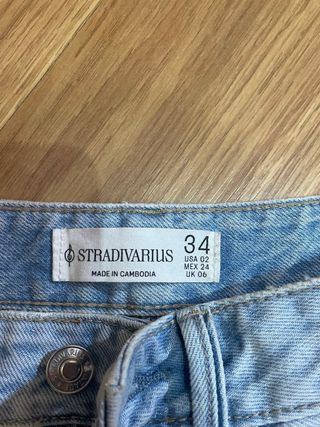 STRADIVARIUS
MADE IN CAMBODIA
34
USA 02
MEX 24
UK 06